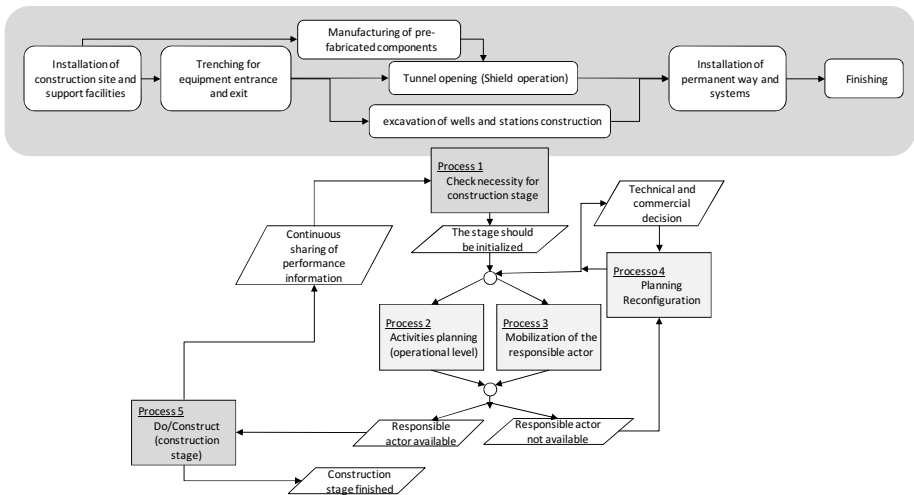 Manufacturing of pre-
fabricated components
Installation of
construction site and
support facilities
Trenching for
equipment entrance
and exit
Tunnel opening (Shield operation)
Installation of
permanent way and
systems
Finishing
excavation of wells and stations construction
Process 1
Check necessity for
construction stage
Technical and
commercial
decision
Continuous
sharing of
performance
information
The stage should
be initialized
Processo 4
Planning
Reconfiguration
Process 2
Activities planning
(operational level)
Process 3
Mobilization of the
responsible actor
Process 5
Do/Construct
(construction
stage)
Responsible
actor available
Responsible actor
not available
Construction
stage finished